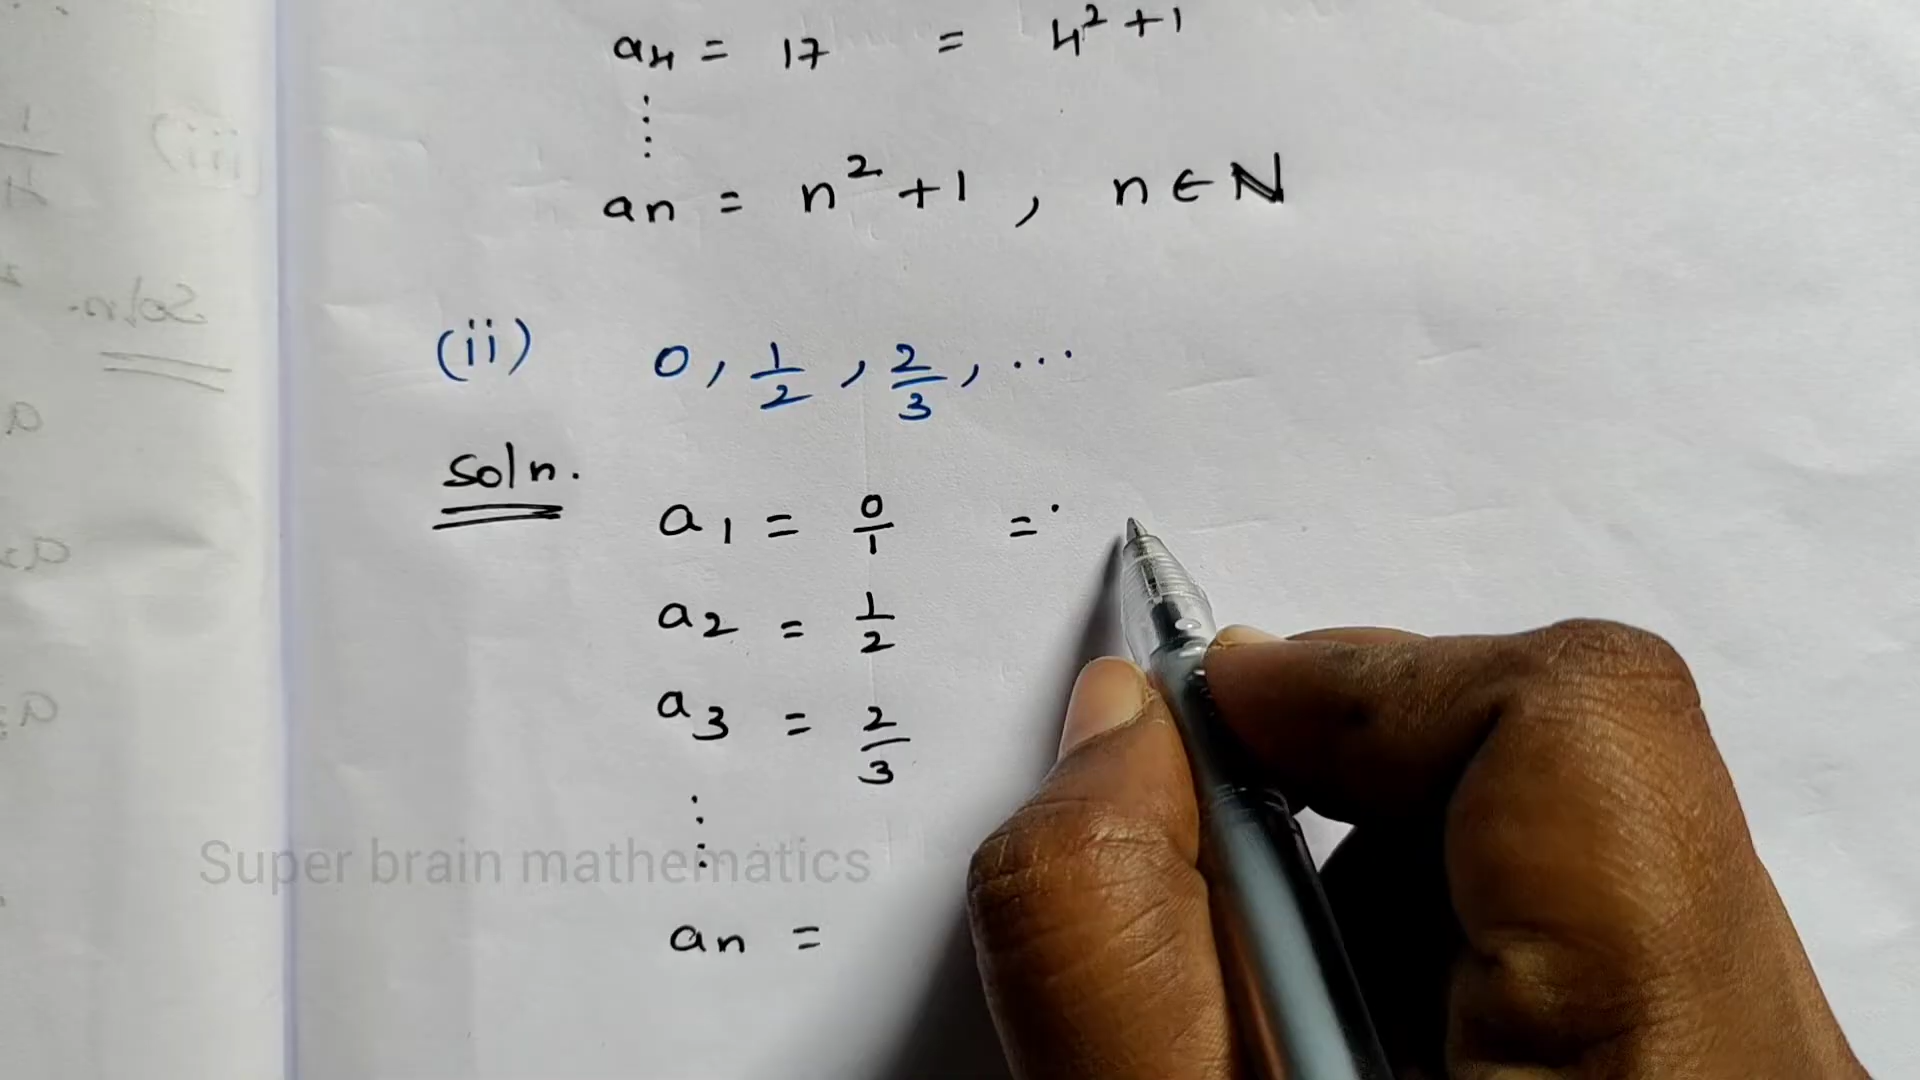 a4 = 17 = 4² + 1
⋮
an = n² + 1 , n ∈ ℕ
(ii) 0, 1/2, 2/3, ...
Soln.
a1 = 0/1 =
a2 = 1/2
a3 = 2/3
⋮
an =
Super brain mathematics